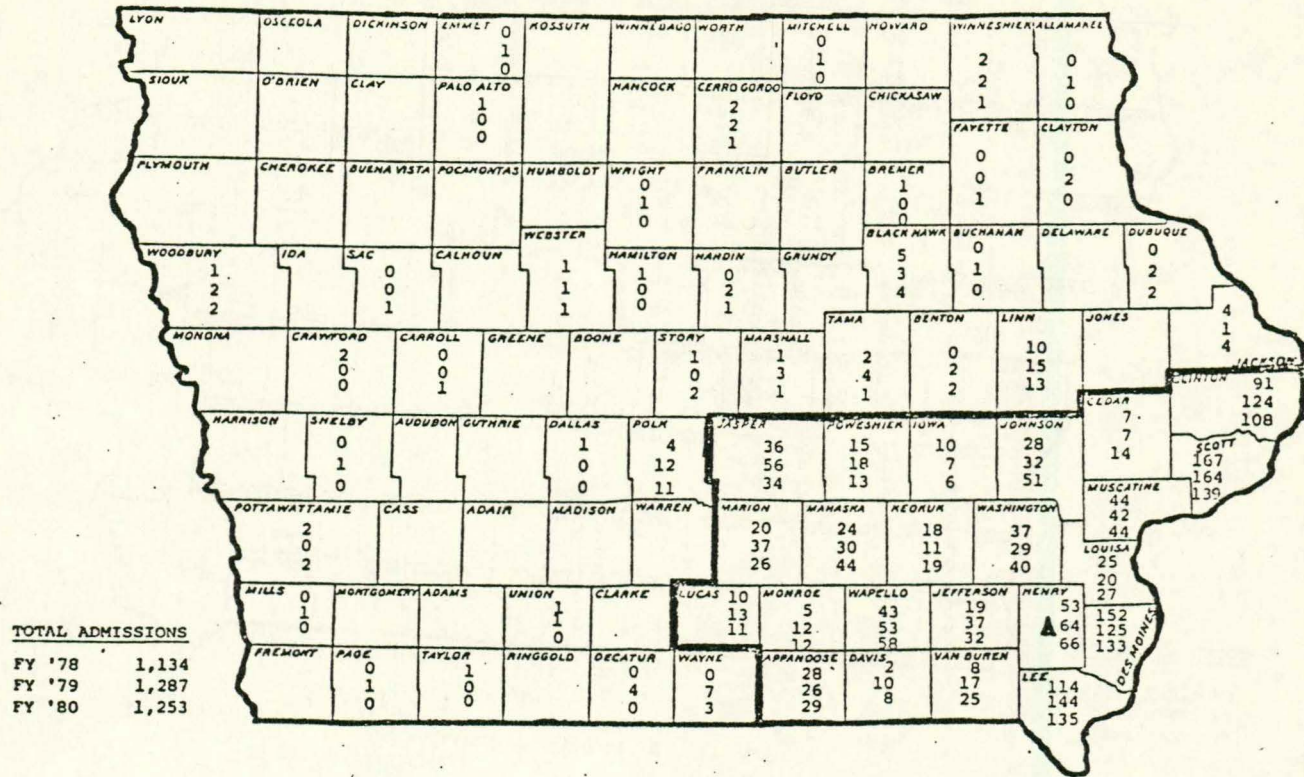 LYON
OSCEOLA
DICKINSON
EMMET
0
1
0
KOSSUTH
WINNEBAGO
WORTH
MITCHELL
0
1
0
HOWARD
WINNESHIEK
2
2
1
ALLAMAKEE
0
1
0
SIOUX
O'BRIEN
CLAY
PALO ALTO
1
0
0
HANCOCK
CERRO GORDO
2
2
1
FLOYD
CHICKASAW
FAYETTE
0
0
1
CLAYTON
0
2
0
PLYMOUTH
CHEROKEE
BUENA VISTA
POCAHONTAS
HUMBOLDT
WRIGHT
0
1
0
FRANKLIN
BUTLER
BREMER
1
0
0
WOODBURY
1
2
2
IDA
SAC
0
0
1
CALHOUN
WEBSTER
1
1
1
HAMILTON
1
0
0
HARDIN
0
2
1
GRUNDY
BLACK HAWK
5
3
4
BUCHANAN
0
1
0
DELAWARE
DUBUQUE
0
2
2
MONONA
CRAWFORD
2
0
0
CARROLL
0
0
1
GREENE
BOONE
STORY
1
0
2
MARSHALL
1
3
1
TAMA
2
4
1
BENTON
0
2
2
LINN
10
15
13
JONES
4
1
4
JACKSON
HARRISON
SHELBY
0
1
0
AUDUBON
GUTHRIE
DALLAS
1
0
0
POLK
4
12
11
JASPER
36
56
34
POWESHIEK
15
18
13
IOWA
10
7
6
JOHNSON
28
32
51
CEDAR
7
7
14
CLINTON
91
124
108
SCOTT
167
164
139
MUSCATINE
44
42
44
POTTAWATTAMIE
2
0
2
CASS
ADAIR
MADISON
WARREN
MARION
20
37
26
MAHASKA
24
30
44
KEOKUK
18
11
19
WASHINGTON
37
29
40
LOUISA
25
20
27
MILLS
0
1
0
MONTGOMERY
ADAMS
UNION
1
1
0
CLARKE
LUCAS
10
13
11
MONROE
5
12
12
WAPELLO
43
53
58
JEFFERSON
19
37
32
HENRY
53
64
66
152
125
133
DES MOINES
FREMONT
PAGE
0
1
0
TAYLOR
1
0
0
RINGGOLD
DECATUR
0
4
0
WAYNE
0
7
3
APPANOOSE
28
26
29
DAVIS
2
10
8
VAN BUREN
8
17
25
LEE
114
144
135
TOTAL ADMISSIONS
FY '78 1,134
FY '79 1,287
FY '80 1,253